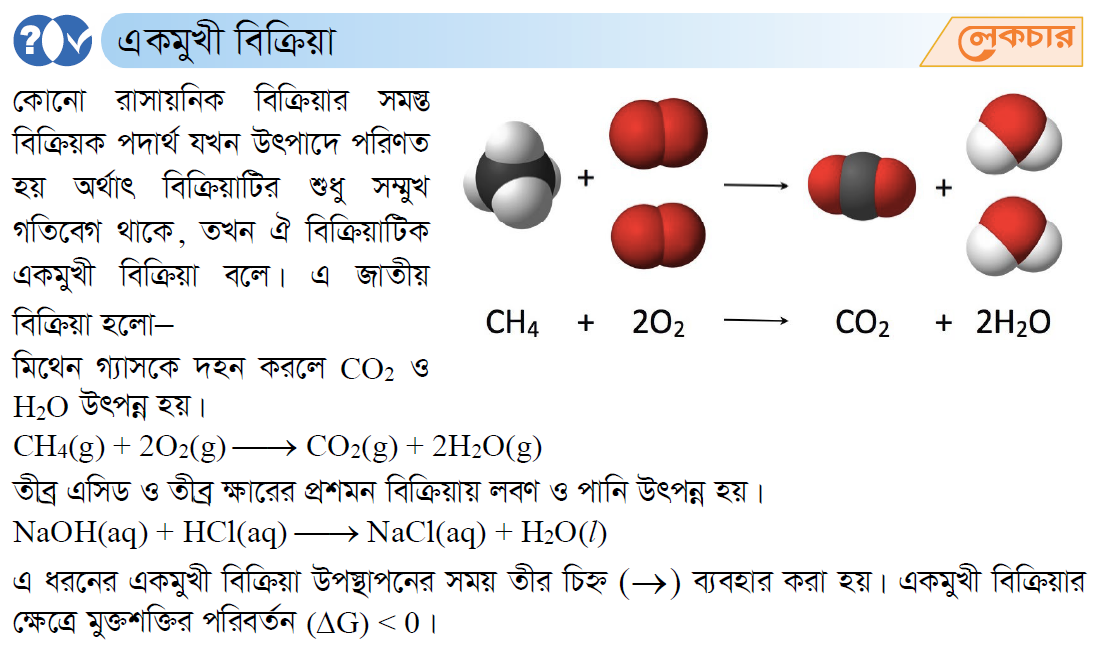 ? একমুখী বিক্রিয়া
লেকচার
কোনো রাসায়নিক বিক্রিয়ার সমস্ত
বিক্রিয়ক পদার্থ যখন উৎপাদে পরিণত
হয় অর্থাৎ বিক্রিয়াটির শুধু সম্মুখ
গতিবেগ থাকে, তখন ঐ বিক্রিয়াটিক
একমুখী বিক্রিয়া বলে। এ জাতীয়
বিক্রিয়া হলো–
মিথেন গ্যাসকে দহন করলে CO₂ ও
H₂O উৎপন্ন হয়।
+ ⟶ +
CH₄ + 2O₂ ⟶ CO₂ + 2H₂O
CH₄(g) + 2O₂(g) ⟶ CO₂(g) + 2H₂O(g)
তীব্র এসিড ও তীব্র ক্ষারের প্রশমন বিক্রিয়ায় লবণ ও পানি উৎপন্ন হয়।
NaOH(aq) + HCl(aq) ⟶ NaCl(aq) + H₂O(l)
এ ধরনের একমুখী বিক্রিয়া উপস্থাপনের সময় তীর চিহ্ন (→) ব্যবহার করা হয়। একমুখী বিক্রিয়ার
ক্ষেত্রে মুক্তশক্তির পরিবর্তন (ΔG) < 0।